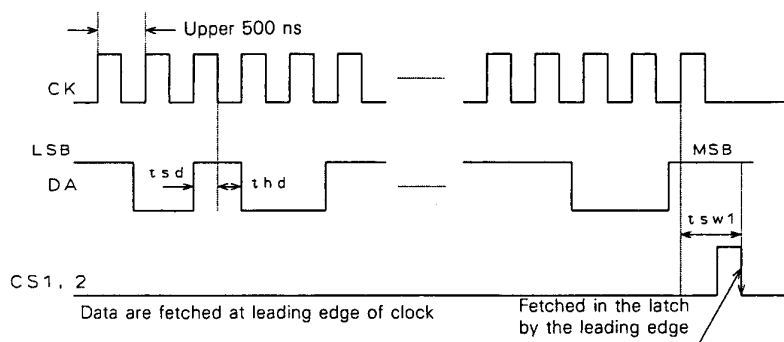 Upper 500 ns
CK
LSB
MSB
DA
tsd
thd
tsw1
CS1, 2
Data are fetched at leading edge of clock
Fetched in the latch
by the leading edge